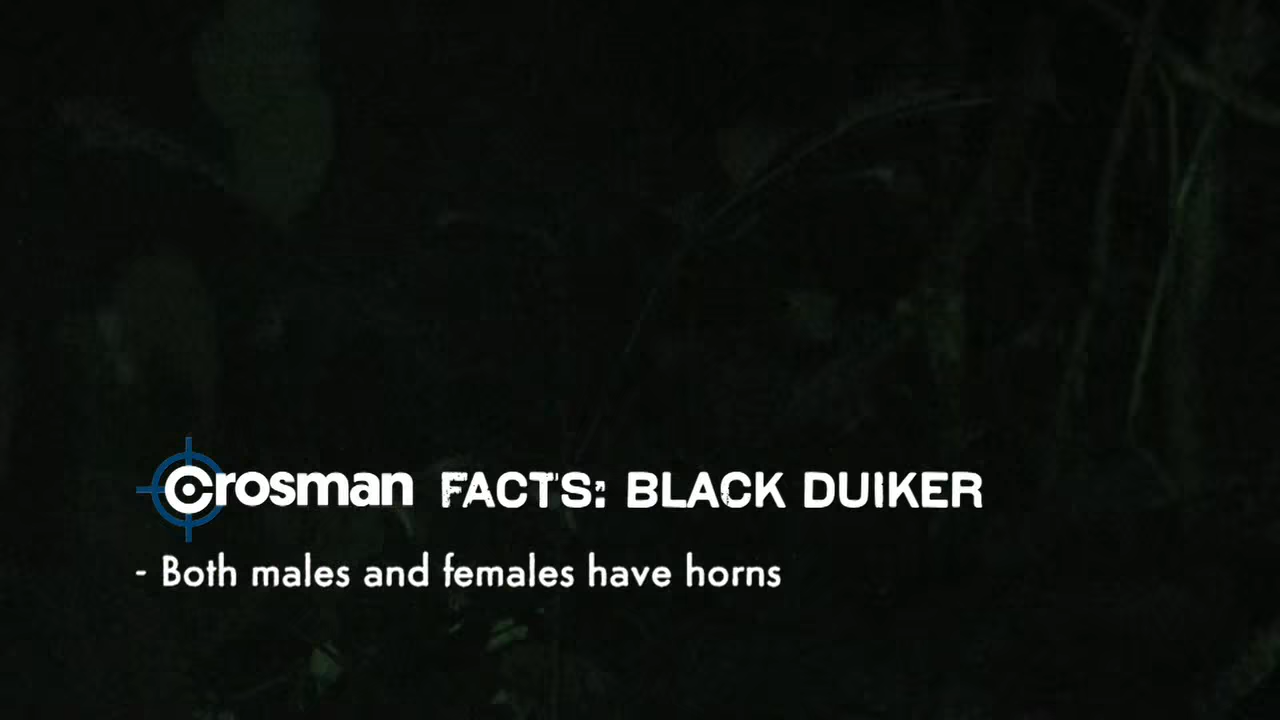 crosman FACTS: BLACK DUIKER
- Both males and females have horns